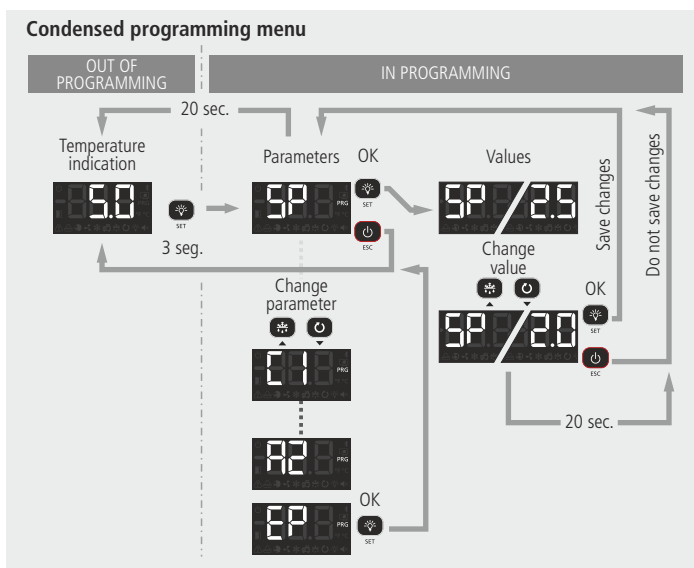 Condensed programming menu
OUT OF
PROGRAMMING
IN PROGRAMMING
20 sec.
Temperature
indication
Parameters
OK
Values
5.0
SET
3 seg.
SP
PRG
SET
ESC
SP / 2.5
Change
value
Save changes
Do not save changes
Change
parameter
OK
SP / 2.0
SET
ESC
C1
PRG
20 sec.
A2
PRG
OK
EP
PRG
SET